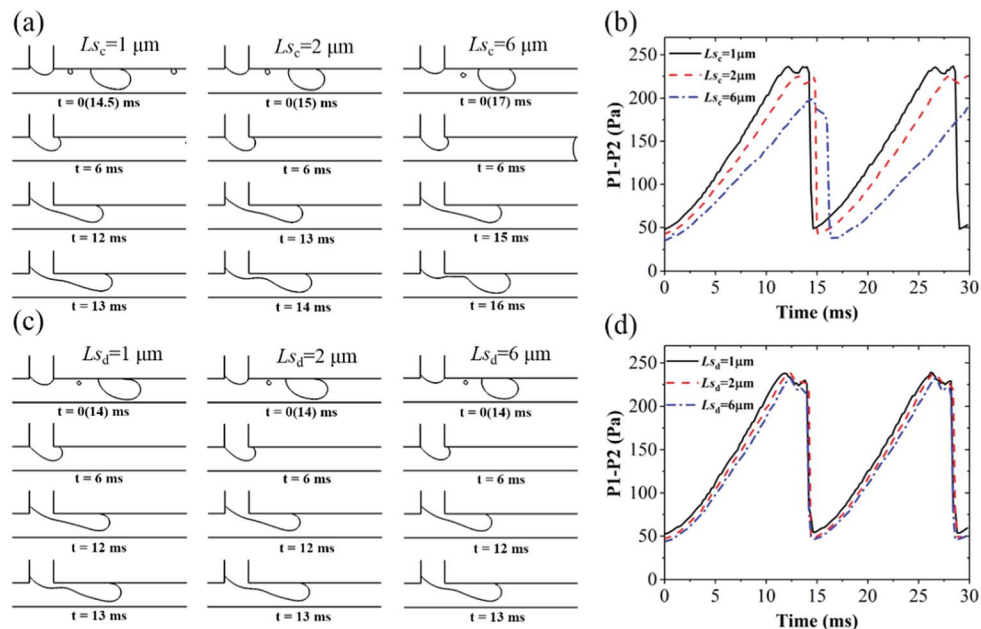 (a)
Lsc=1 μm Lsc=2 μm Lsc=6 μm
t = 0(14.5) ms t = 0(15) ms t = 0(17) ms
t = 6 ms t = 6 ms t = 6 ms
t = 12 ms t = 13 ms t = 15 ms
t = 13 ms t = 14 ms t = 16 ms
(b)
250
200
150
100
50
0
P1-P2 (Pa)
Lsc=1μm
Lsc=2μm
Lsc=6μm
0 5 10 15 20 25 30
Time (ms)
(c)
Lsd=1 μm Lsd=2 μm Lsd=6 μm
t = 0(14) ms t = 0(14) ms t = 0(14) ms
t = 6 ms t = 6 ms t = 6 ms
t = 12 ms t = 12 ms t = 12 ms
t = 13 ms t = 13 ms t = 13 ms
(d)
250
200
150
100
50
0
P1-P2 (Pa)
Lsd=1μm
Lsd=2μm
Lsd=6μm
0 5 10 15 20 25 30
Time (ms)